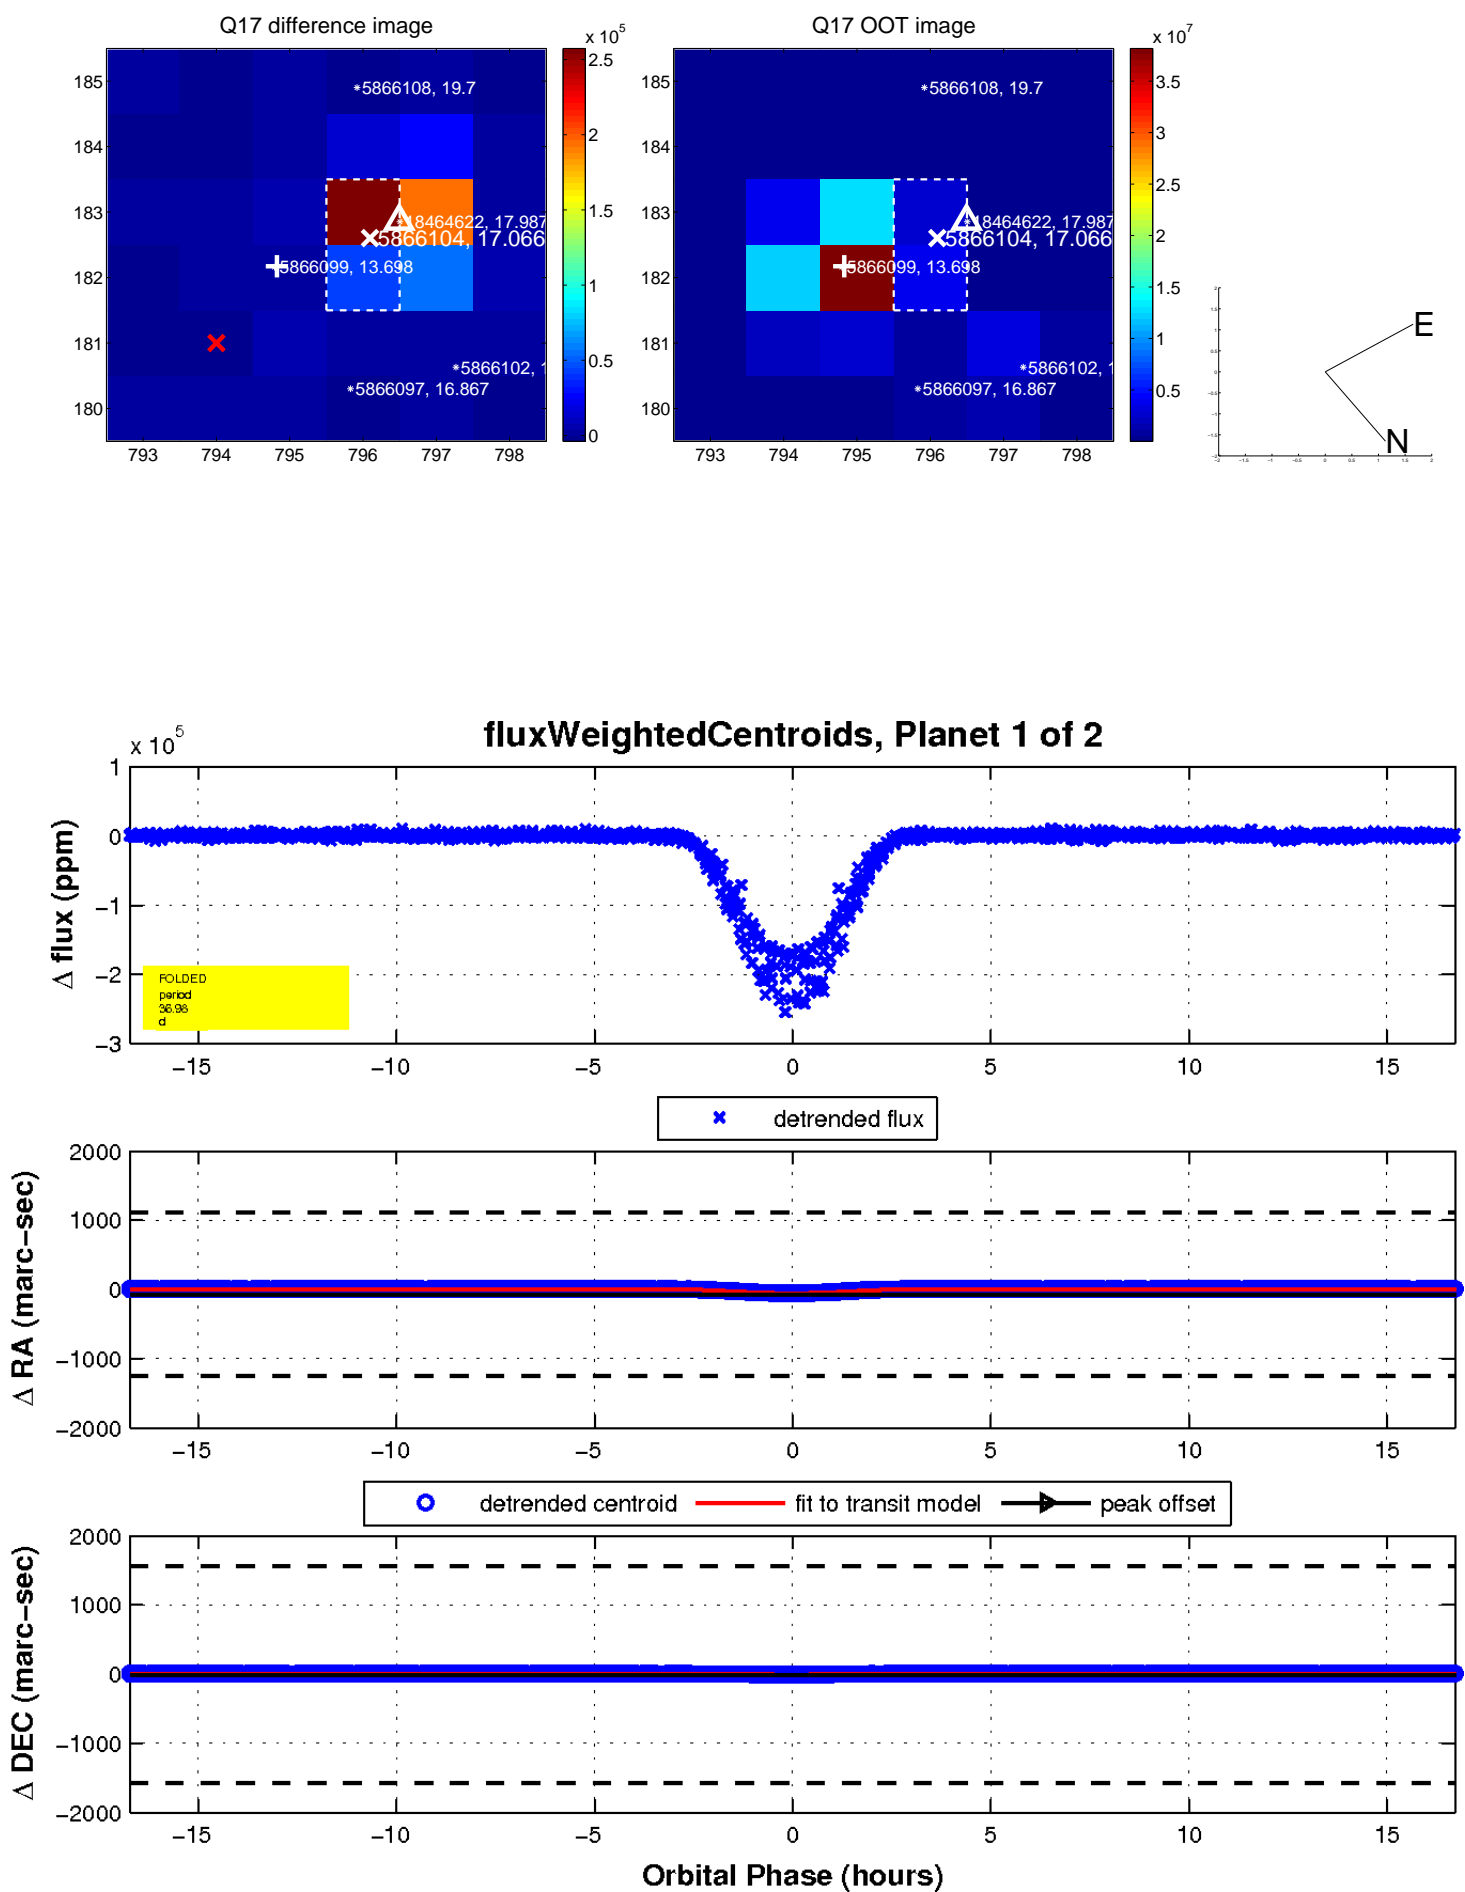 Q17 difference image
Q17 OOT image
x 10^5
x 10^7
185
184
183
182
181
180
793 794 795 796 797 798
5866108, 19.7
18464622, 17.987
5866104, 17.066
5866099, 13.698
5866102, 1
5866097, 16.867
2.5
2
1.5
1
0.5
0
185
184
183
182
181
180
793 794 795 796 797 798
5866108, 19.7
18464622, 17.987
5866104, 17.066
5866099, 13.698
5866102, 1
5866097, 16.867
3.5
3
2.5
2
1.5
1
0.5
E
N
fluxWeightedCentroids, Planet 1 of 2
x 10^5
Δ flux (ppm)
1
0
−1
−2
−3
FOLDED
period
d
−15 −10 −5 0 5 10 15
detrended flux
Δ RA (marc−sec)
2000
1000
0
−1000
−2000
−15 −10 −5 0 5 10 15
detrended centroid fit to transit model peak offset
Δ DEC (marc−sec)
2000
1000
0
−1000
−2000
−15 −10 −5 0 5 10 15
Orbital Phase (hours)